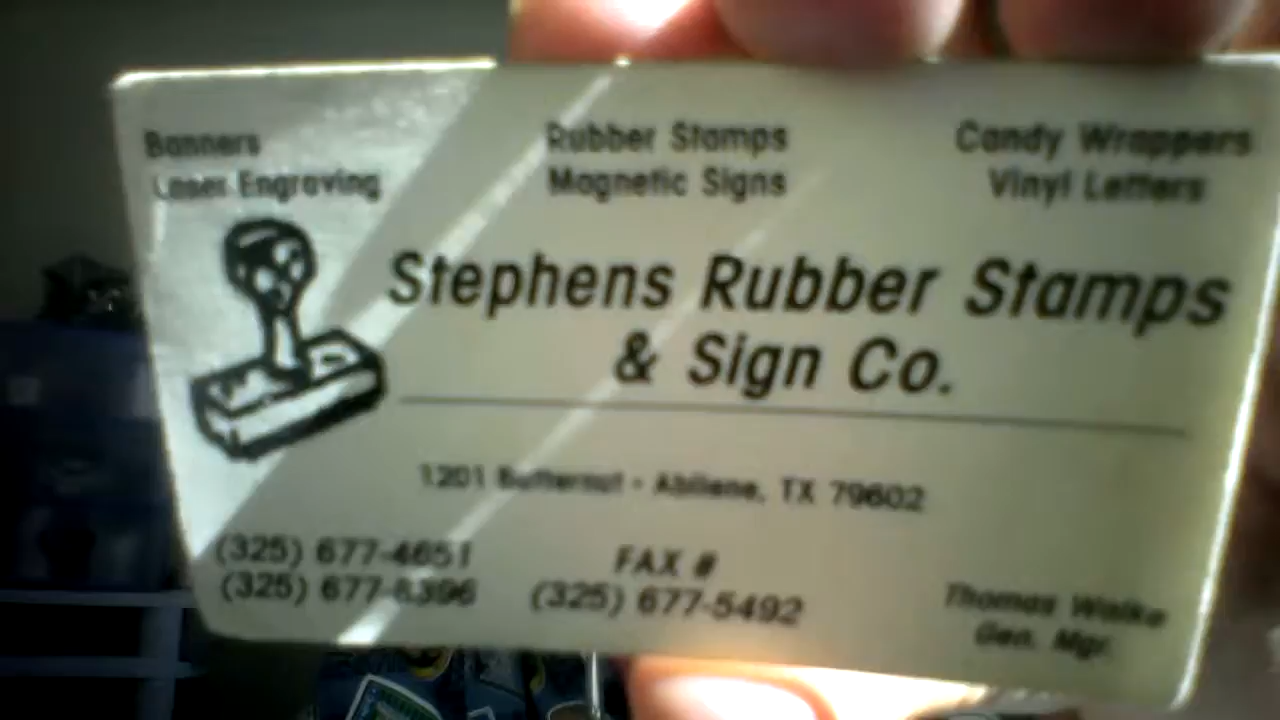 Banners
Laser Engraving
Rubber Stamps
Magnetic Signs
Candy Wrappers
Vinyl Letters
Stephens Rubber Stamps
& Sign Co.
1201 Butternut - Abilene, TX 79602
(325) 677-4651
(325) 677-8396
FAX #
(325) 677-5492
Thomas
Gen. Mgr.